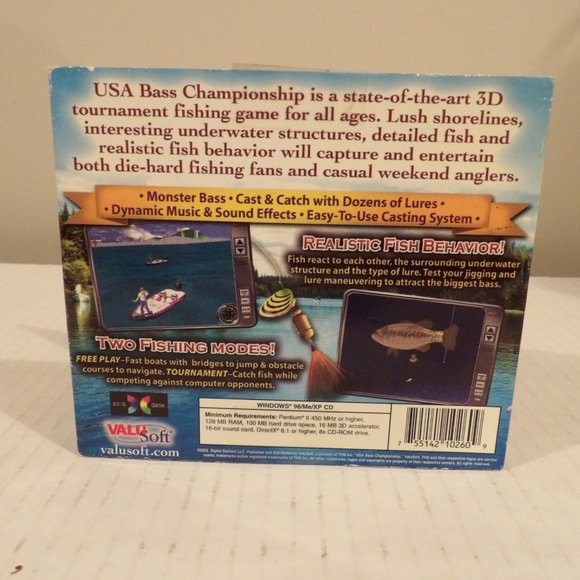 USA Bass Championship is a state-of-the-art 3D
tournament fishing game for all ages. Lush shorelines,
interesting underwater structures, detailed fish and
realistic fish behavior will capture and entertain
both die-hard fishing fans and casual weekend anglers.
• Monster Bass • Cast & Catch with Dozens of Lures •
• Dynamic Music & Sound Effects • Easy-To-Use Casting System •
REALISTIC FISH BEHAVIOR!
Fish react to each other, the surrounding underwater
structure and the type of lure. Test your jigging and
lure maneuvering to attract the biggest bass.
TWO FISHING MODES!
FREE PLAY–Fast boats with bridges to jump & obstacle
courses to navigate. TOURNAMENT–Catch fish while
competing against computer opponents.
DIGITAL CONTENT
VALU Soft
valusoft.com
WINDOWS® 98/Me/XP CD
Minimum Requirements: Pentium® II 450 MHz or higher,
128 MB RAM, 100 MB hard drive space, 16 MB 3D accelerator,
16-bit sound card, DirectX® 8.1 or higher, 8x CD-ROM drive.
7 55142 10260 9